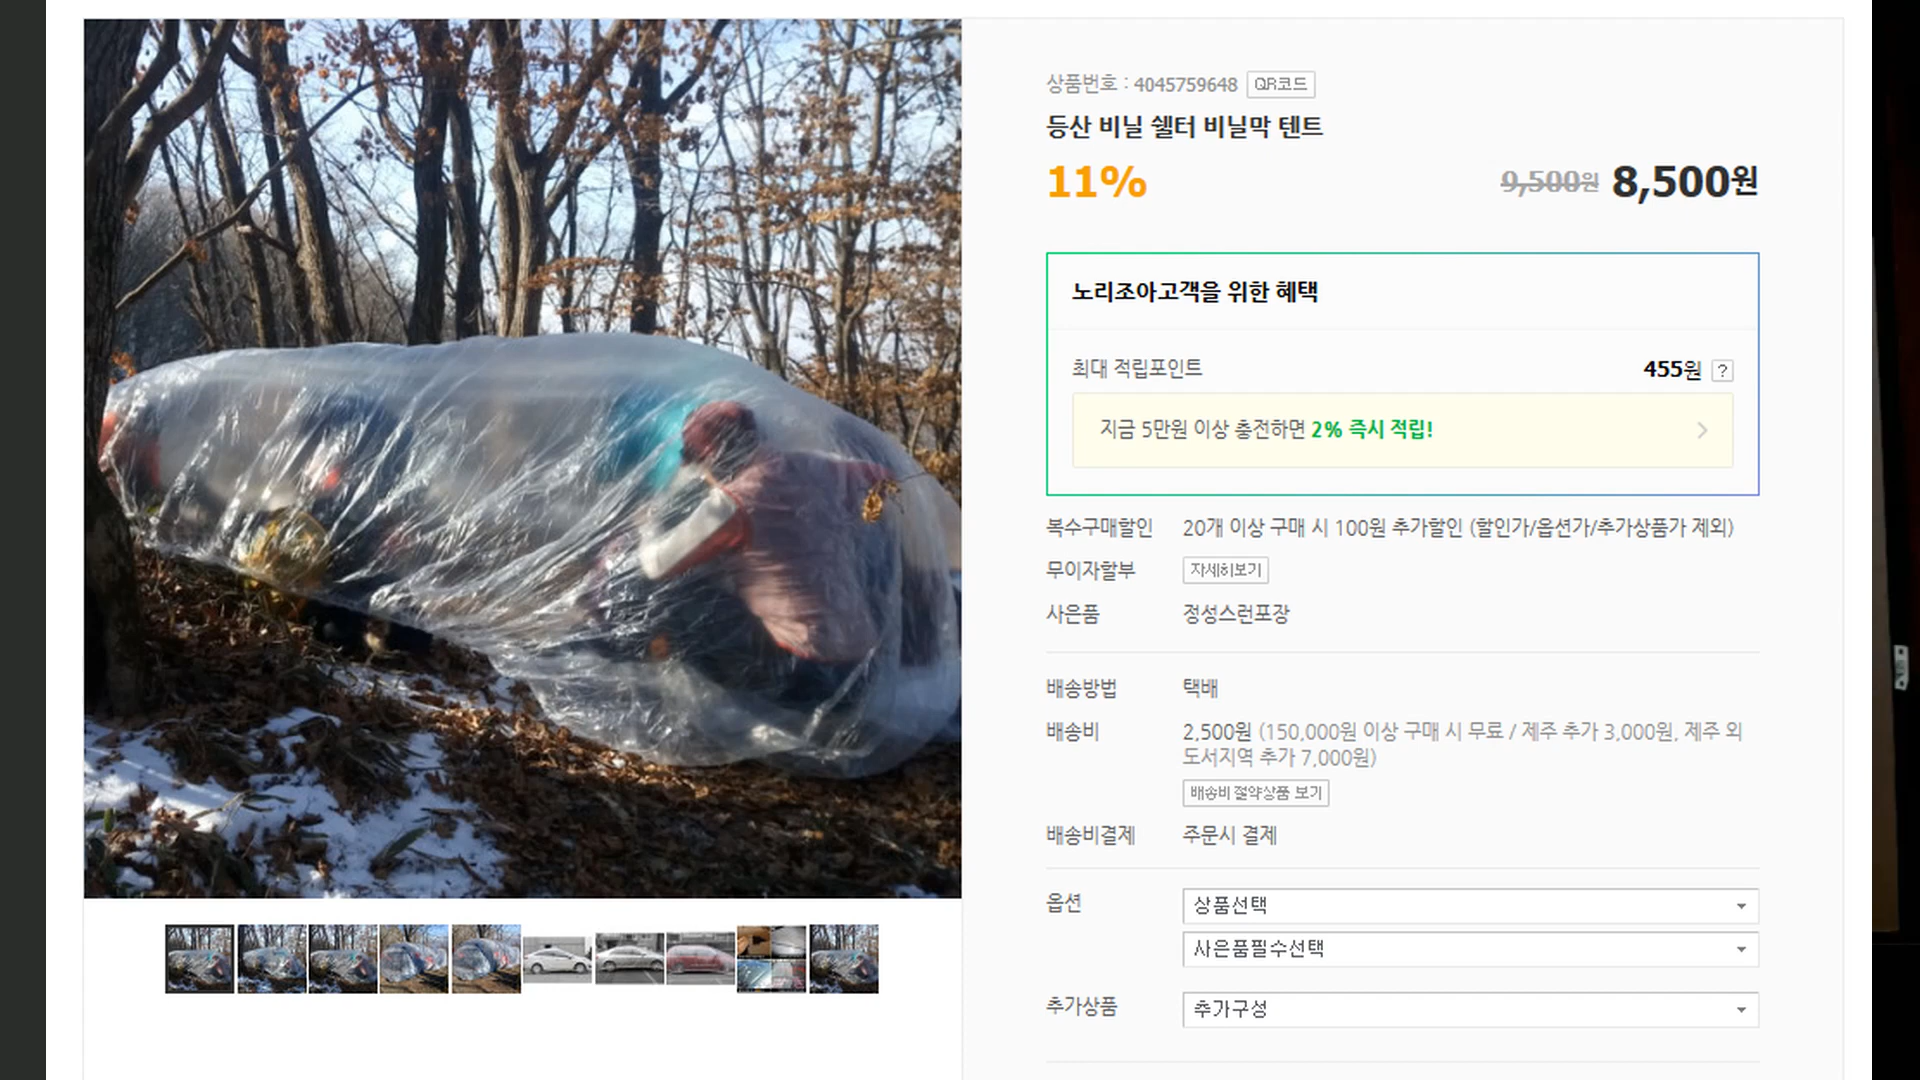 상품번호 : 4045759648 QR코드
등산 비닐 쉘터 비닐막 텐트
11% 9,500원 8,500원
노리조아고객을 위한 혜택
최대 적립포인트 455원 ?
지금 5만원 이상 충전하면 2% 즉시 적립!
복수구매할인 20개 이상 구매 시 100원 추가할인 (할인가/옵션가/추가상품가 제외)
무이자할부 자세히보기
사은품 정성스런포장
배송방법 택배
배송비 2,500원 (150,000원 이상 구매 시 무료 / 제주 추가 3,000원, 제주 외
도서지역 추가 7,000원)
배송비 절약상품 보기
배송비결제 주문시 결제
옵션 상품선택
사은품필수선택
추가상품 추가구성